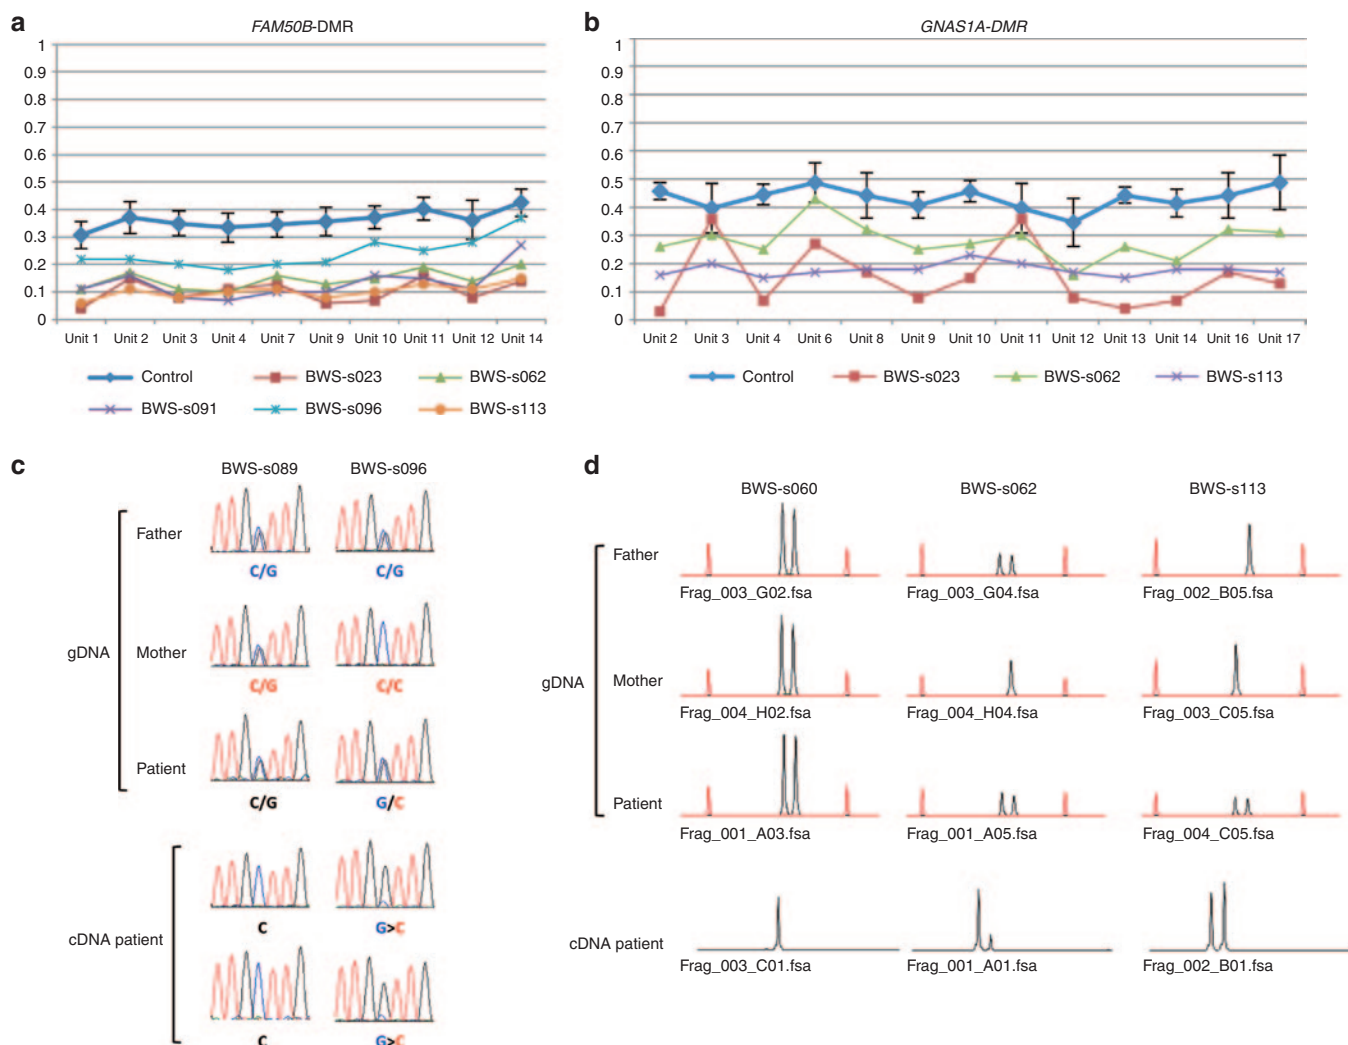 a
FAM50B-DMR
1
0.9
0.8
0.7
0.6
0.5
0.4
0.3
0.2
0.1
0
Unit 1 Unit 2 Unit 3 Unit 4 Unit 7 Unit 9 Unit 10 Unit 11 Unit 12 Unit 14
Control BWS-s023 BWS-s062
BWS-s091 BWS-s096 BWS-s113
b
GNAS1A-DMR
1
0.9
0.8
0.7
0.6
0.5
0.4
0.3
0.2
0.1
0
Unit 2 Unit 3 Unit 4 Unit 6 Unit 8 Unit 9 Unit 10 Unit 11 Unit 12 Unit 13 Unit 14 Unit 16 Unit 17
Control BWS-s023 BWS-s062 BWS-s113
c
BWS-s089 BWS-s096
gDNA
Father
C/G C/G
Mother
C/G C/C
Patient
C/G G/C
cDNA patient
C G>C
C G>C
d
BWS-s060 BWS-s062 BWS-s113
gDNA
Father
Frag_003_G02.fsa Frag_003_G04.fsa Frag_002_B05.fsa
Mother
Frag_004_H02.fsa Frag_004_H04.fsa Frag_003_C05.fsa
Patient
Frag_001_A03.fsa Frag_001_A05.fsa Frag_004_C05.fsa
cDNA patient
Frag_003_C01.fsa Frag_001_A01.fsa Frag_002_B01.fsa